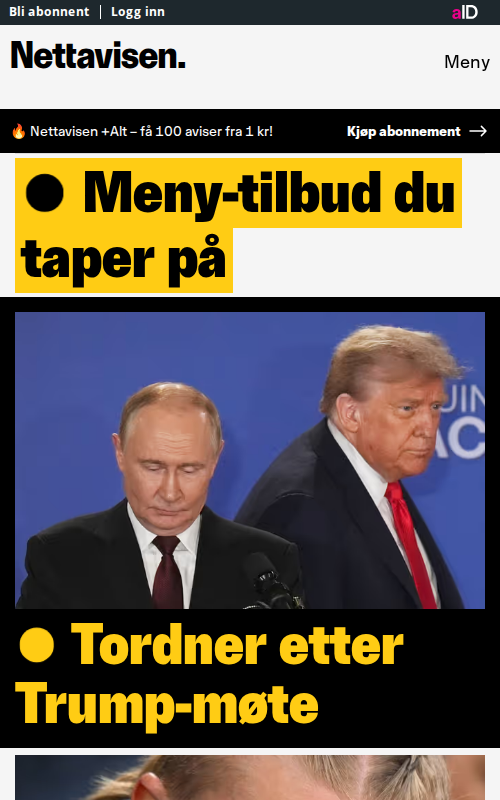 Bli abonnent | Logg inn
aID
Nettavisen.
Meny
🔥 Nettavisen +Alt – få 100 aviser fra 1 kr!
Kjøp abonnement →
● Meny-tilbud du
taper på
UIN
AC
● Tordner etter
Trump-møte